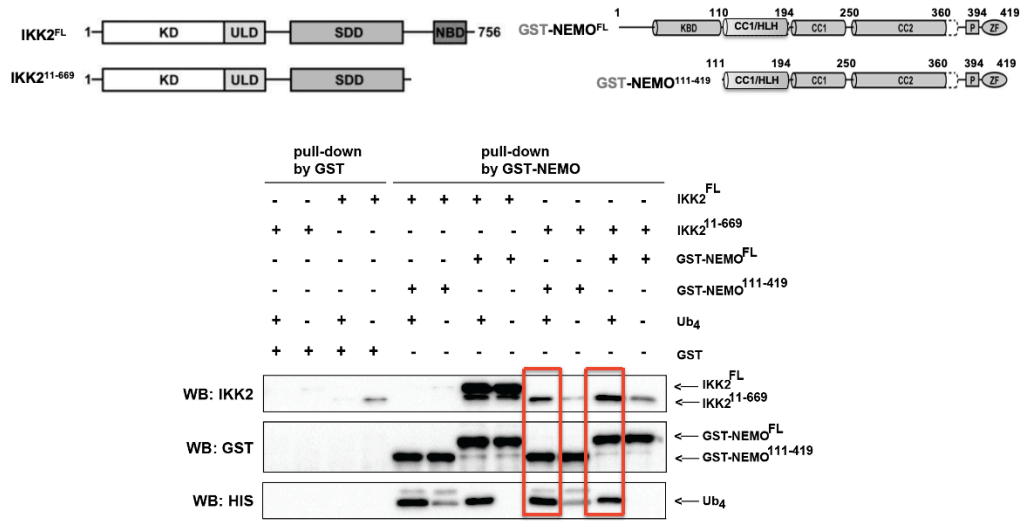 1 110 194 250 360 394 419
IKK2FL 1- KD ULD SDD NBD 756 GST-NEMOFL KBD CC1/HLH CC1 CC2 P ZF
111 194 250 360 394 419
IKK211-669 1- KD ULD SDD GST-NEMO111-419 CC1/HLH CC1 CC2 P ZF
pull-down by GST
pull-down by GST-NEMO
- - + + + + + + - - - - IKK2FL
+ + - - - - - - + + + + IKK211-669
- - - - - - + + - - + + GST-NEMOFL
- - - - + + - - + + - - GST-NEMO111-419
+ - + - + - + - + - + - Ub4
+ + + + - - - - - - - - GST
WB: IKK2 ← IKK2FL
← IKK211-669
WB: GST ← GST-NEMOFL
← GST-NEMO111-419
WB: HIS ← Ub4